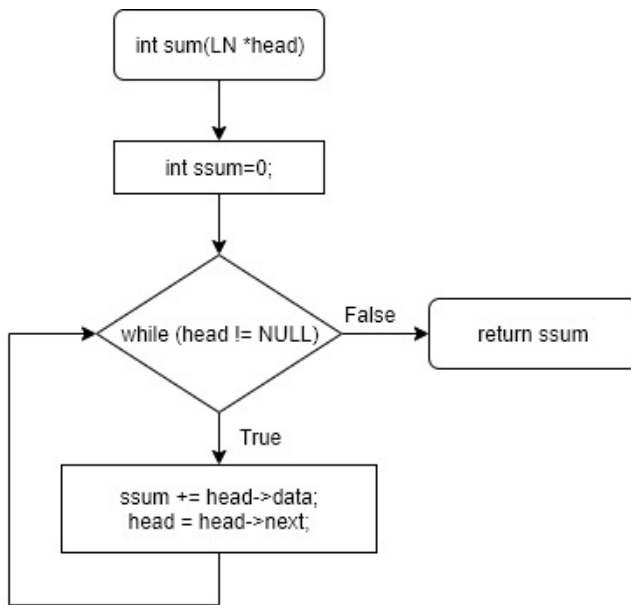 int sum(LN *head)
int ssum=0;
while (head != NULL)
False
return ssum
True
ssum += head->data;
head = head->next;